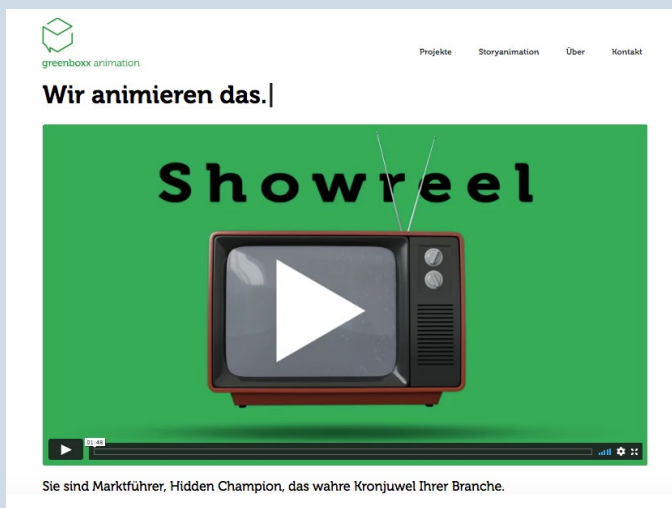 greenboxx animation
Projekte Storyanimation Über Kontakt
Wir animieren das.|
Showreel
01:48
Sie sind Marktführer, Hidden Champion, das wahre Kronjuwel Ihrer Branche.